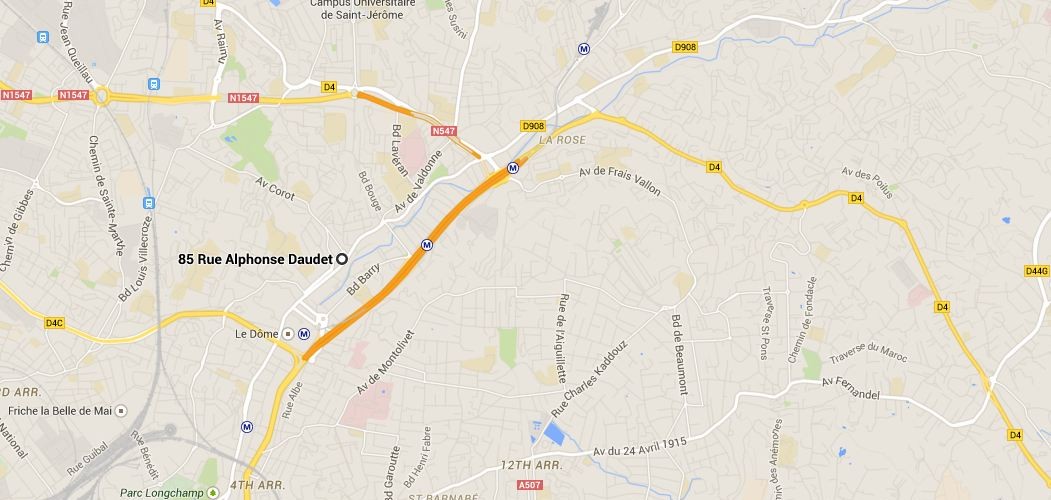 D4
Campus Universitaire
de Saint-Jérôme
es Susini
Rue Jean Queillau
Av Raimu
M
D908
D4
N1547
N1547
N1547
D908
N547
LA ROSE
Bd Laveran
Av de Valdonne
Bd Bouge
M
D4
Av de Frais Vallon
Av des Poilus
D4
Chemin de Sainte-Marthe
Av Corot
Chemin de Gibbes
Bd Louis Villecroze
M
85 Rue Alphonse Daudet
Bd Barry
D44G
D4
D4C
Le Dôme
M
Av de Montolivet
Rue de l'Aiguillette
Rue Charles Kaddouz
Bd de Beaumont
Traverse St Pons
Chemin de Fondacle
Traverse du Maroc
Av Fernandel
3D ARR.
Friche la Belle de Mai
Rue Albe
M
National
Rue Guibal
Rue Bénédit
Av du 24 Avril 1915
D4
Bd Garoutte
Bd Henri Fabre
12TH ARR.
es Anémones
4TH ARR.
Parc Longchamp
ST BARNABÉ
A507